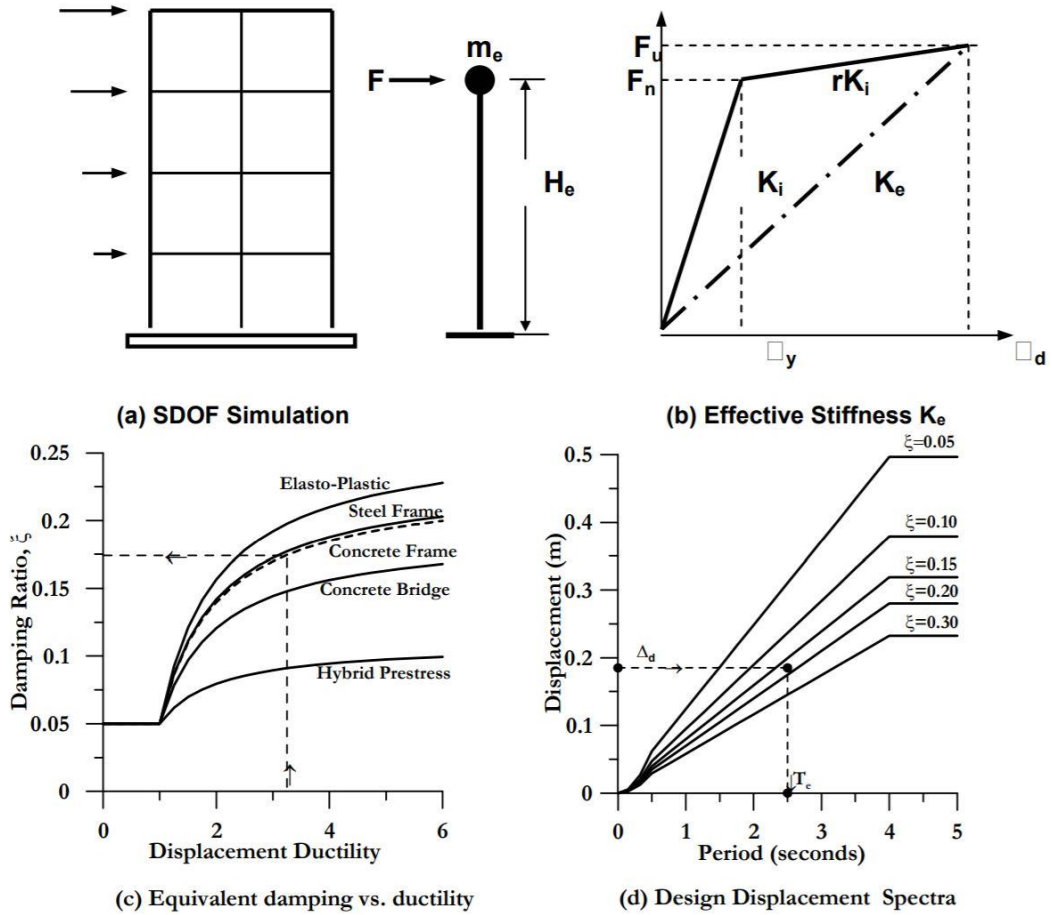 mₑ
F
Hₑ
(a) SDOF Simulation
Fᵤ
Fₙ
rKᵢ
Kᵢ
Kₑ
□y
□d
(b) Effective Stiffness Kₑ
0.25
0.2
0.15
0.1
0.05
0
Damping Ratio, ξ
Elasto-Plastic
Steel Frame
Concrete Frame
Concrete Bridge
Hybrid Prestress
0 2 4 6
Displacement Ductility
(c) Equivalent damping vs. ductility
0.5
0.4
0.3
0.2
0.1
0
Displacement (m)
ξ=0.05
ξ=0.10
ξ=0.15
ξ=0.20
ξ=0.30
Δd
Tₑ
0 1 2 3 4 5
Period (seconds)
(d) Design Displacement Spectra